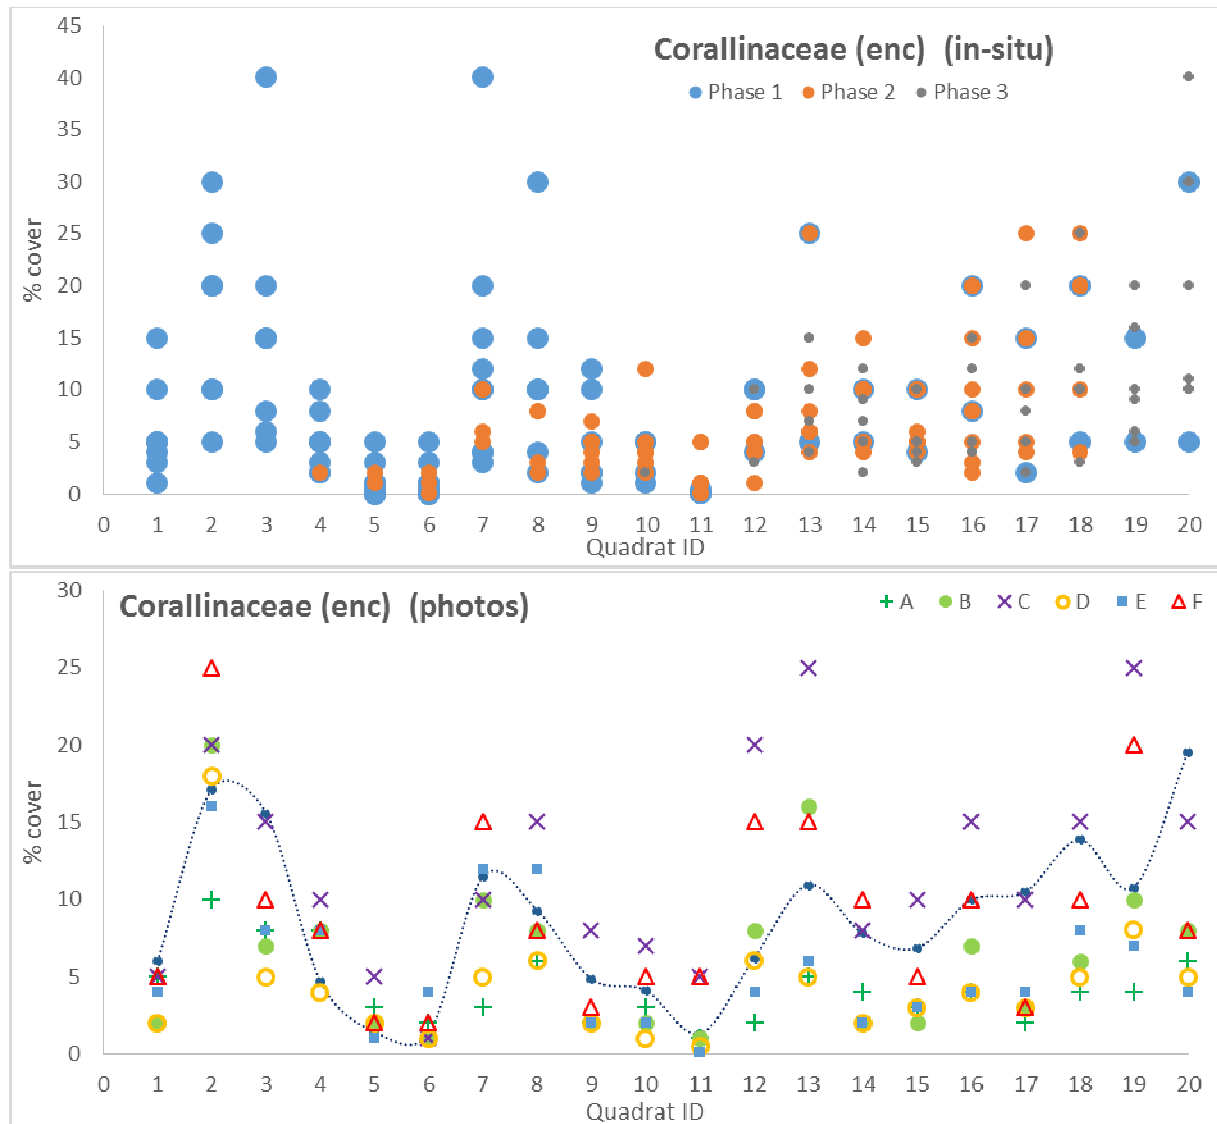 Corallinaceae (enc) (in-situ)
Phase 1 Phase 2 Phase 3
45
40
35
30
25
20
15
10
5
0
% cover
0 1 2 3 4 5 6 7 8 9 10 11 12 13 14 15 16 17 18 19 20
Quadrat ID
Corallinaceae (enc) (photos)
A B C D E F
30
25
20
15
10
5
0
% cover
0 1 2 3 4 5 6 7 8 9 10 11 12 13 14 15 16 17 18 19 20
Quadrat ID